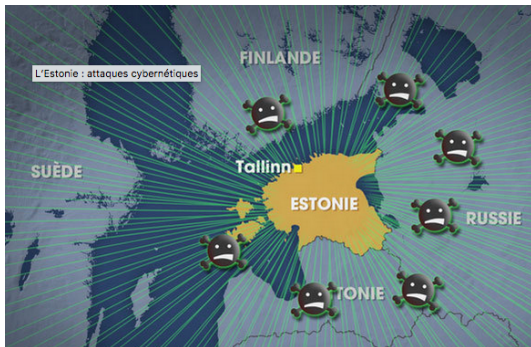 FINLANDE
L'Estonie : attaques cybernétiques
SUÈDE
Tallinn
ESTONIE
RUSSIE
TONIE